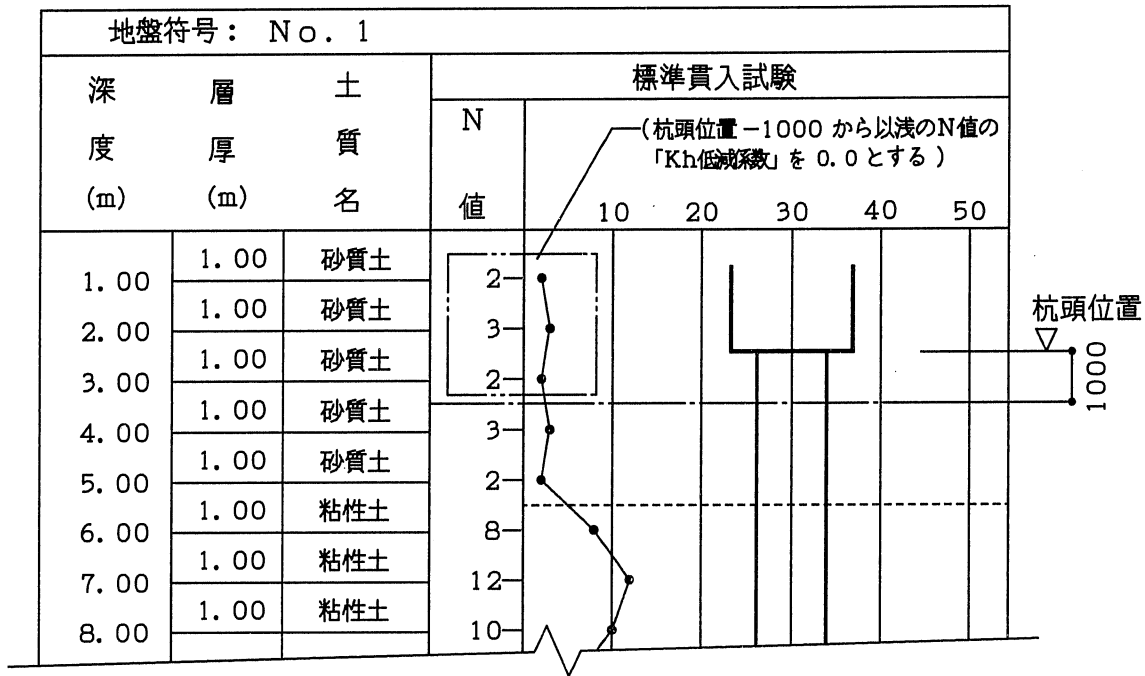 地盤符号: No. 1
深度(m)
層厚(m)
土質名
標準貫入試験
N値
(杭頭位置-1000 から以浅のN値の
「Kh低減係数」を 0.0 とする )
10 20 30 40 50
1.00 砂質土 2
1.00
1.00 砂質土 3
2.00
1.00 砂質土 2
3.00
1.00 砂質土 3
4.00
1.00 砂質土 2
5.00
1.00 粘性土 8
6.00
1.00 粘性土 12
7.00
1.00 粘性土 10
8.00
杭頭位置
1000